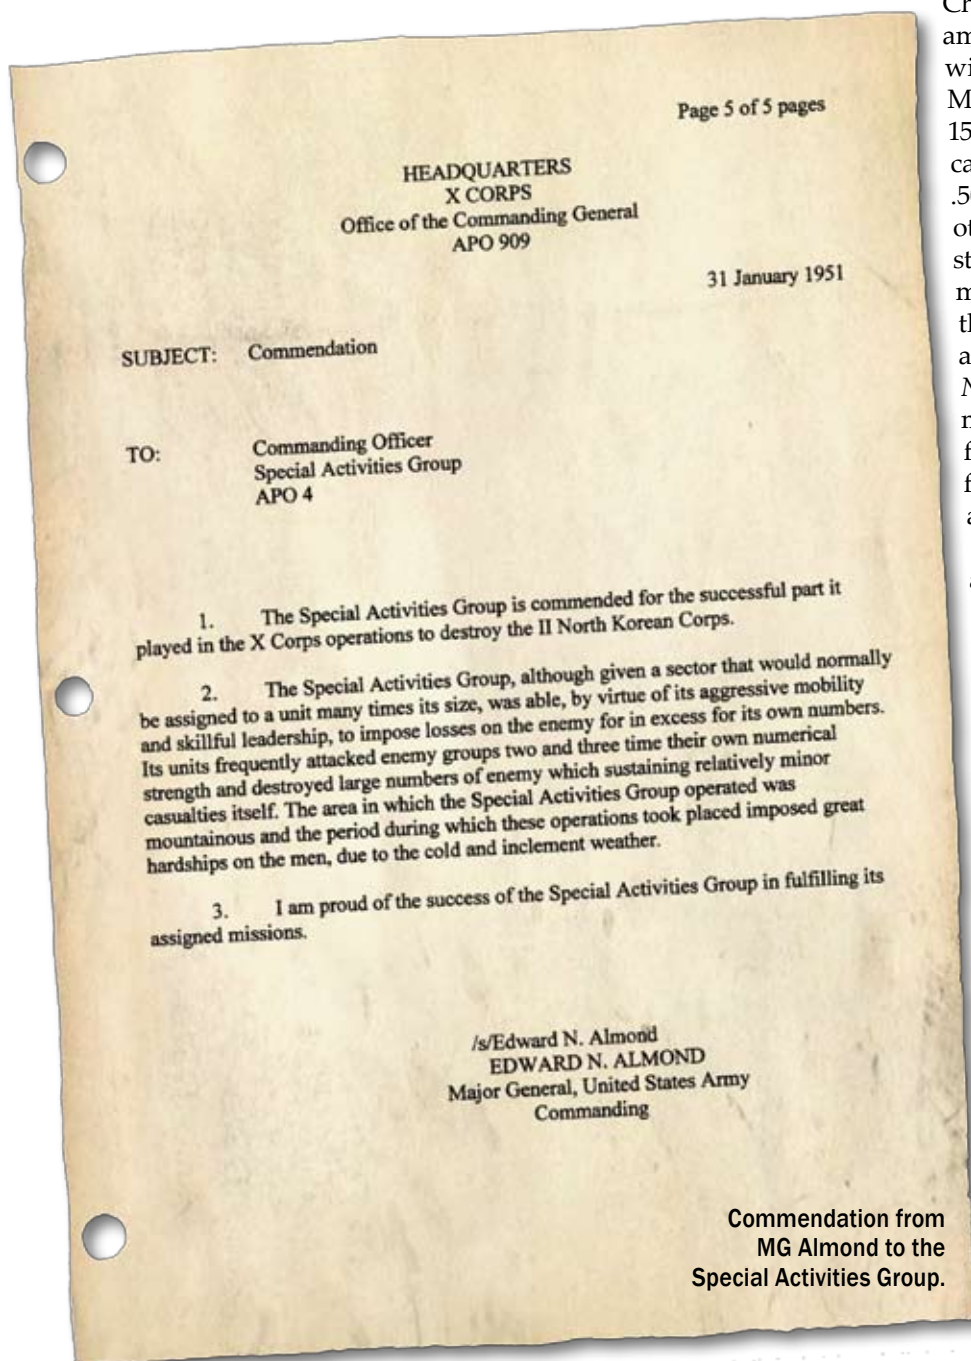 Page 5 of 5 pages
HEADQUARTERS
X CORPS
Office of the Commanding General
APO 909
31 January 1951
SUBJECT: Commendation
TO: Commanding Officer
Special Activities Group
APO 4
1. The Special Activities Group is commended for the successful part it
played in the X Corps operations to destroy the II North Korean Corps.
2. The Special Activities Group, although given a sector that would normally
be assigned to a unit many times its size, was able, by virtue of its aggressive mobility
and skillful leadership, to impose losses on the enemy for in excess for its own numbers.
Its units frequently attacked enemy groups two and three time their own numerical
strength and destroyed large numbers of enemy which sustaining relatively minor
casualties itself. The area in which the Special Activities Group operated was
mountainous and the period during which these operations took placed imposed great
hardships on the men, due to the cold and inclement weather.
3. I am proud of the success of the Special Activities Group in fulfilling its
assigned missions.
/s/Edward N. Almond
EDWARD N. ALMOND
Major General, United States Army
Commanding
Commendation from
MG Almond to the
Special Activities Group.